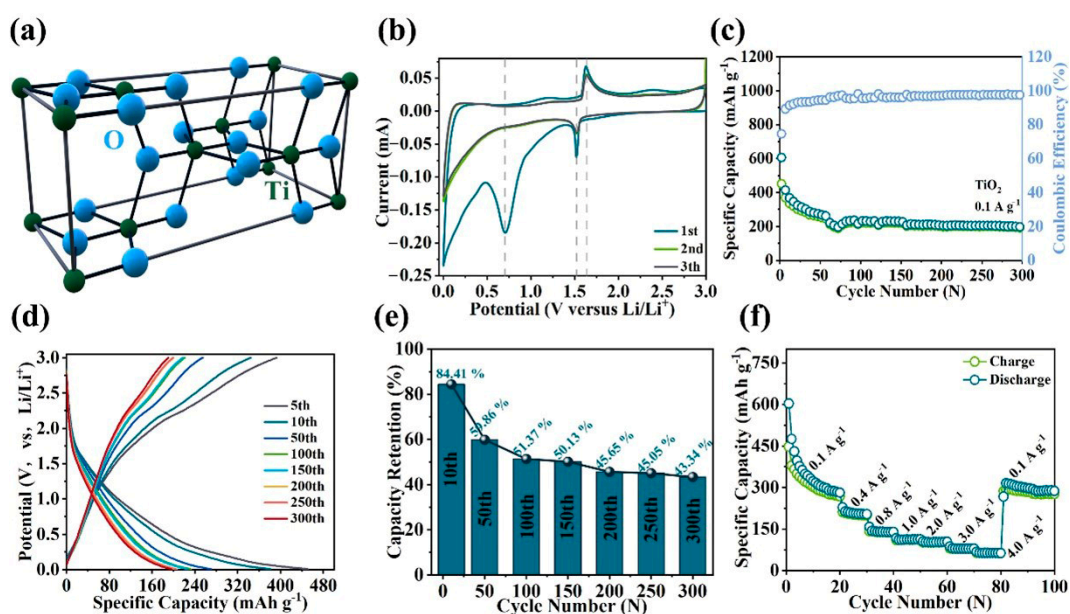 (a)
O
Ti
(b)
0.05
0.00
−0.05
−0.10
−0.15
−0.20
−0.25
Current (mA)
1st
2nd
3th
0.0 0.5 1.0 1.5 2.0 2.5 3.0
Potential (V versus Li/Li⁺)
(c)
1200
1000
800
600
400
200
0
Specific Capacity (mAh g⁻¹)
120
100
80
60
40
20
0
Coulombic Efficiency (%)
TiO₂
0.1 A g⁻¹
0 50 100 150 200 250 300
Cycle Number (N)
(d)
3.0
2.4
1.8
1.2
0.6
0.0
Potential (V, vs, Li/Li⁺)
5th
10th
50th
100th
150th
200th
250th
300th
0 80 160 240 320 400 480
Specific Capacity (mAh g⁻¹)
(e)
100
80
60
40
20
0
Capacity Retention (%)
84.41 %
59.86 %
51.37 %
50.13 %
45.65 %
45.05 %
43.34 %
10th
50th
100th
150th
200th
250th
300th
0 50 100 150 200 250 300
Cycle Number (N)
(f)
750
600
450
300
150
0
Specific Capacity (mAh g⁻¹)
Charge
Discharge
0.1 A g⁻¹
0.4 A g⁻¹
0.8 A g⁻¹
1.0 A g⁻¹
2.0 A g⁻¹
3.0 A g⁻¹
4.0 A g⁻¹
0.1 A g⁻¹
0 20 40 60 80 100
Cycle Number (N)